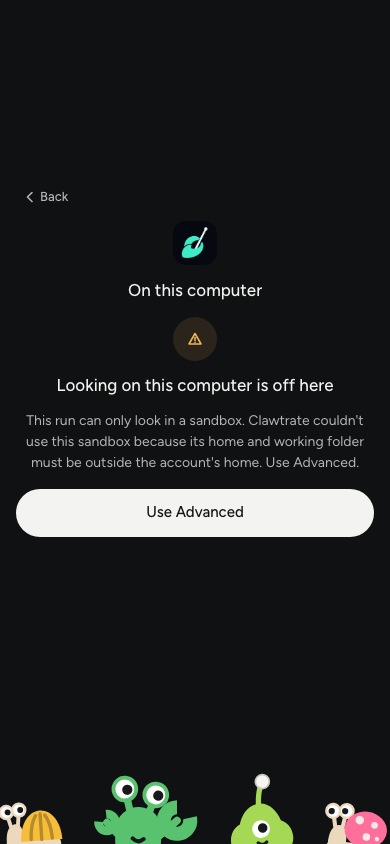 Back
On this computer
Looking on this computer is off here
This run can only look in a sandbox. Clawtrate couldn't
use this sandbox because its home and working folder
must be outside the account's home. Use Advanced.
Use Advanced